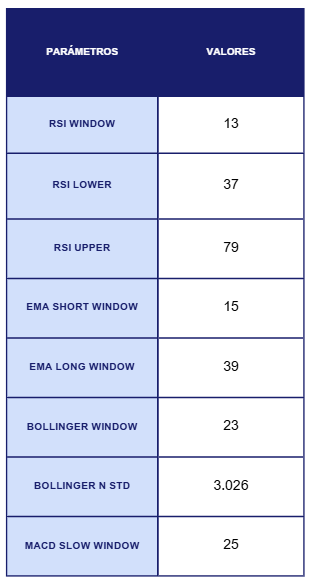 PARÁMETROS VALORES
RSI WINDOW 13
RSI LOWER 37
RSI UPPER 79
EMA SHORT WINDOW 15
EMA LONG WINDOW 39
BOLLINGER WINDOW 23
BOLLINGER N STD 3.026
MACD SLOW WINDOW 25